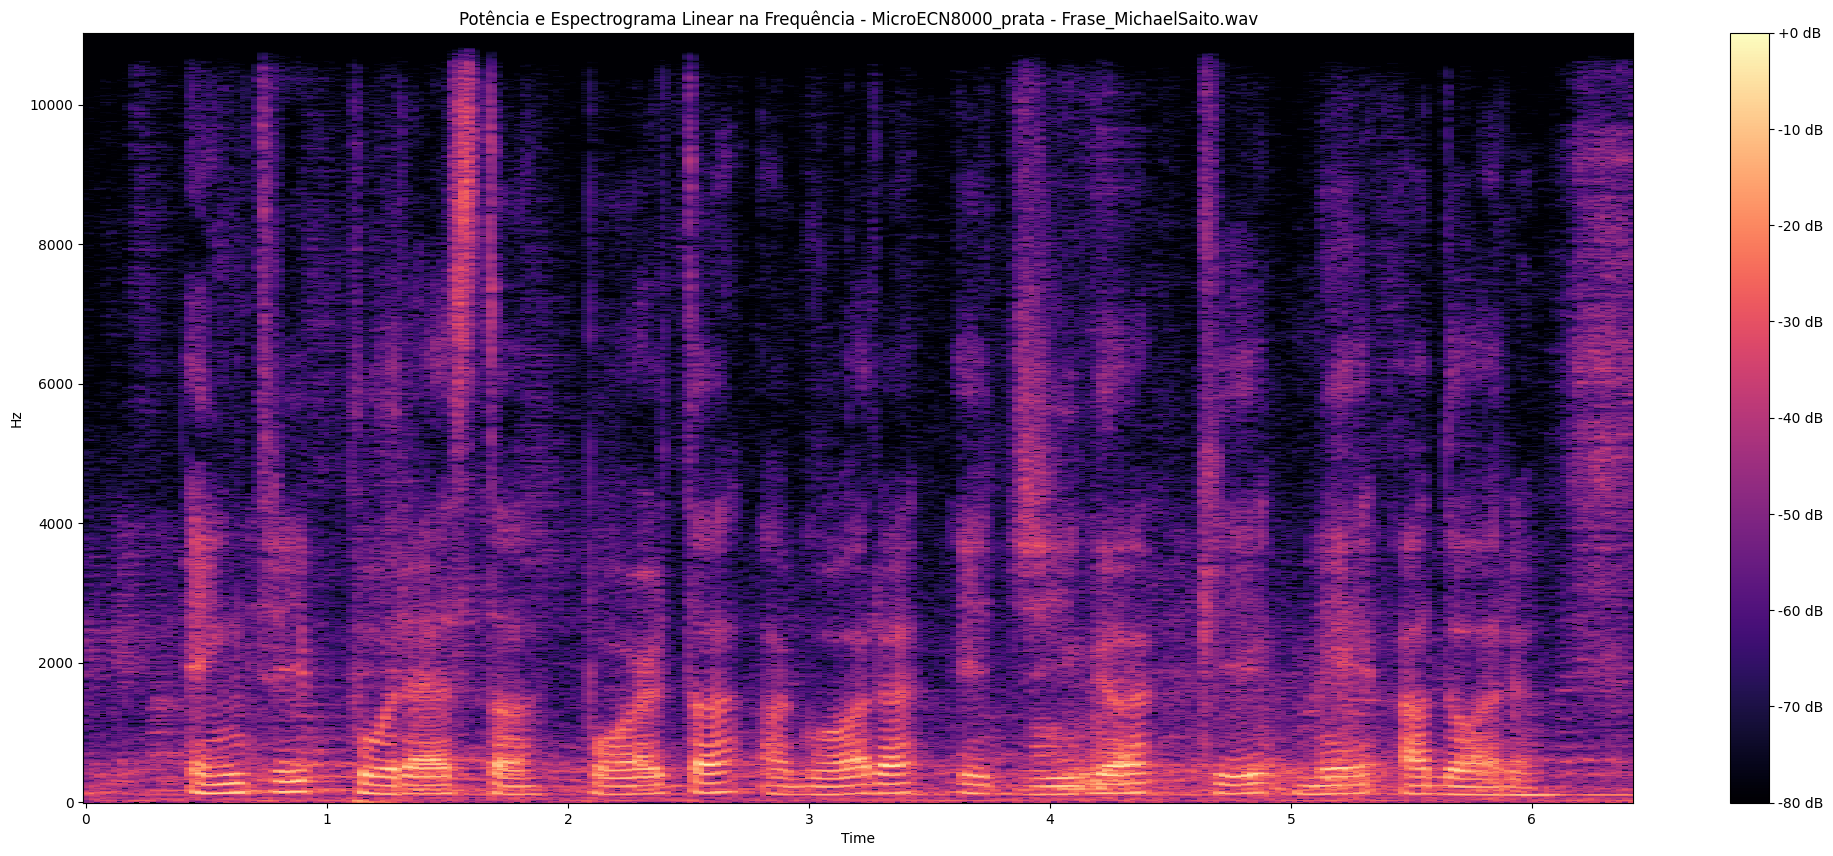 Potência e Espectrograma Linear na Frequência - MicroECN8000_prata - Frase_MichaelSaito.wav
10000
8000
6000
4000
2000
0
Hz
0 1 2 3 4 5 6
Time
+0 dB
-10 dB
-20 dB
-30 dB
-40 dB
-50 dB
-60 dB
-70 dB
-80 dB